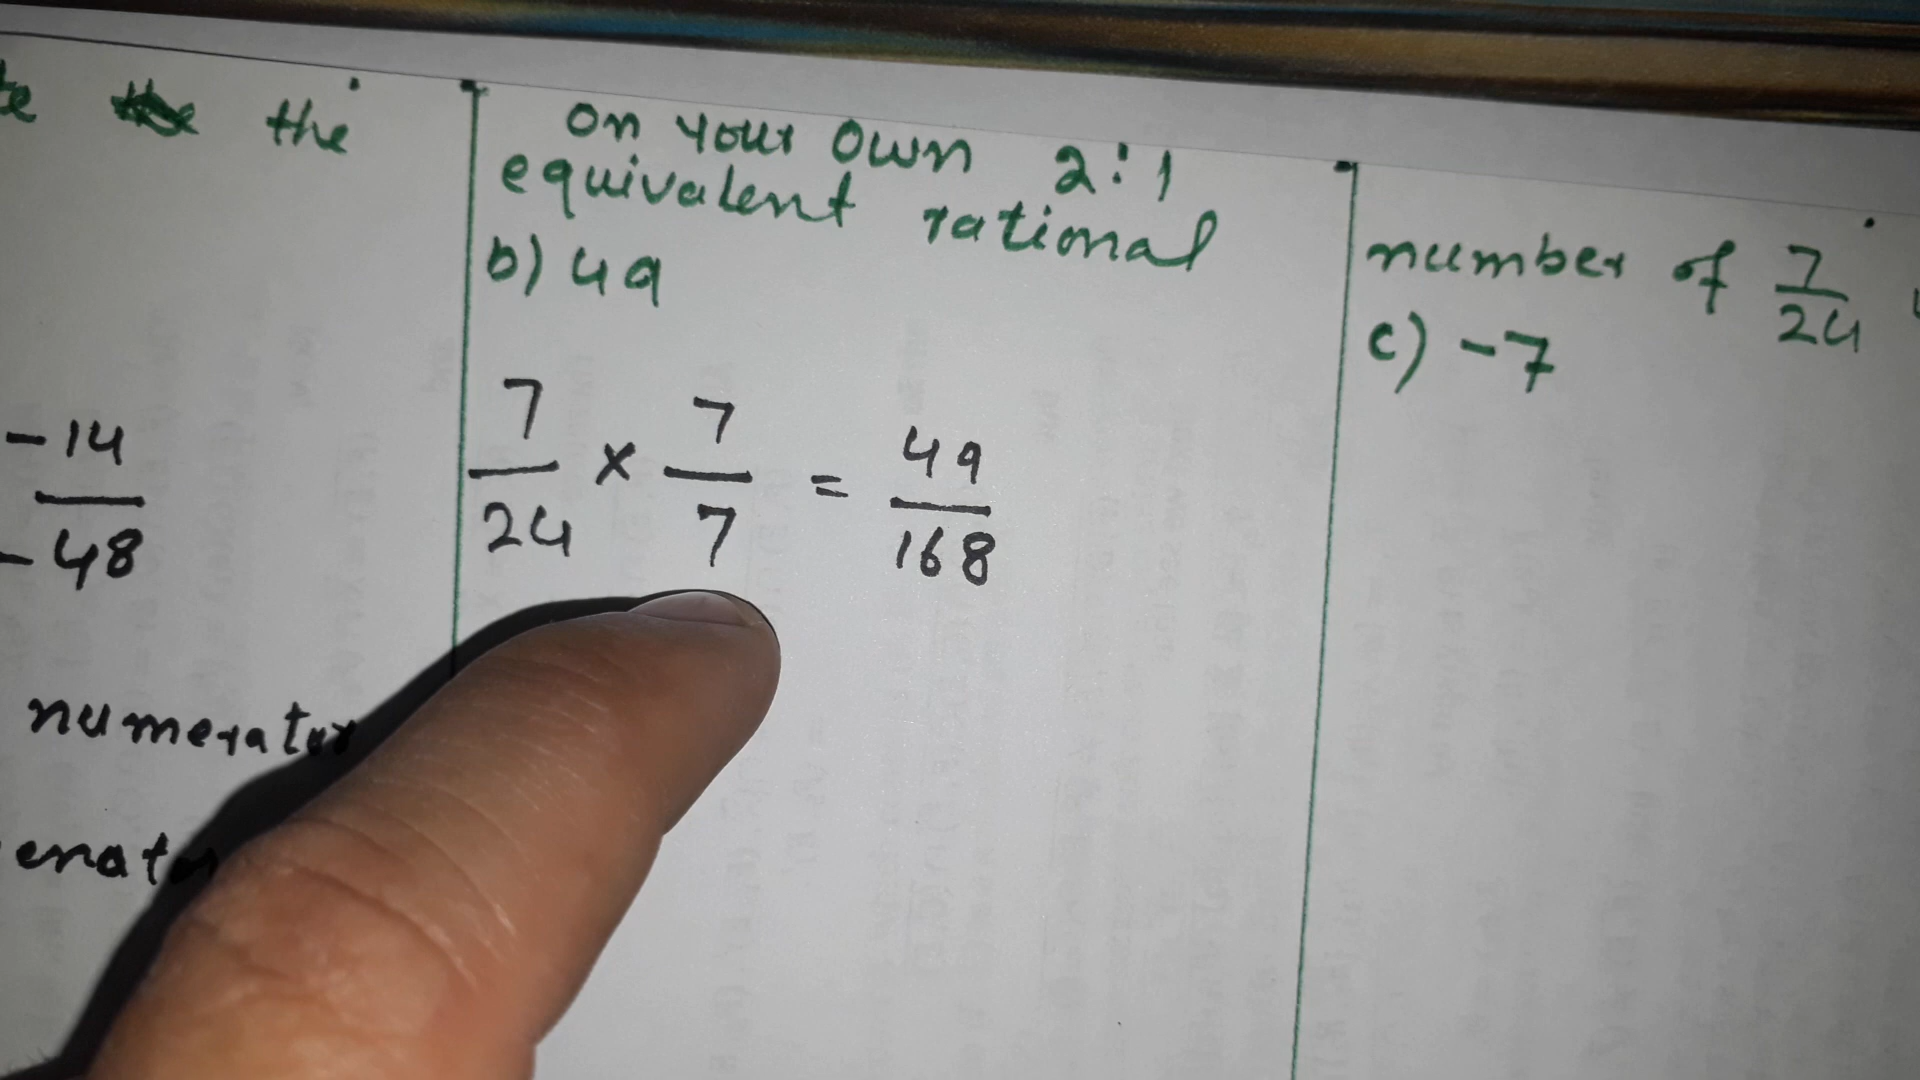 te the on your own 2:1
equivalent rational number of 7/24
b) 49
c) -7
-14/-48
7/24 × 7/7 = 49/168
numerator